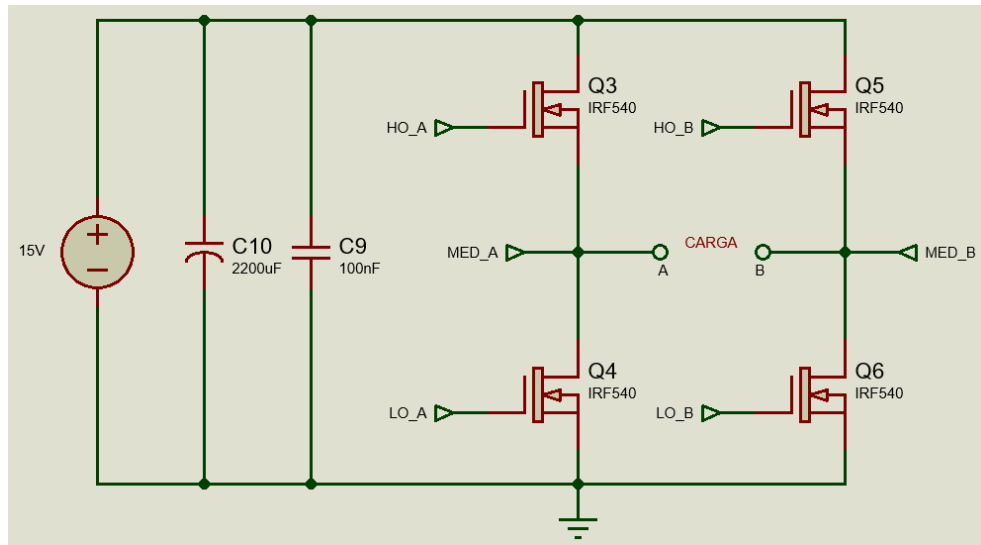 Q3
IRF540
HO_A
Q5
IRF540
HO_B
15V
+
−
C10
2200uF
C9
100nF
MED_A
A
CARGA
B
MED_B
Q4
IRF540
LO_A
Q6
IRF540
LO_B